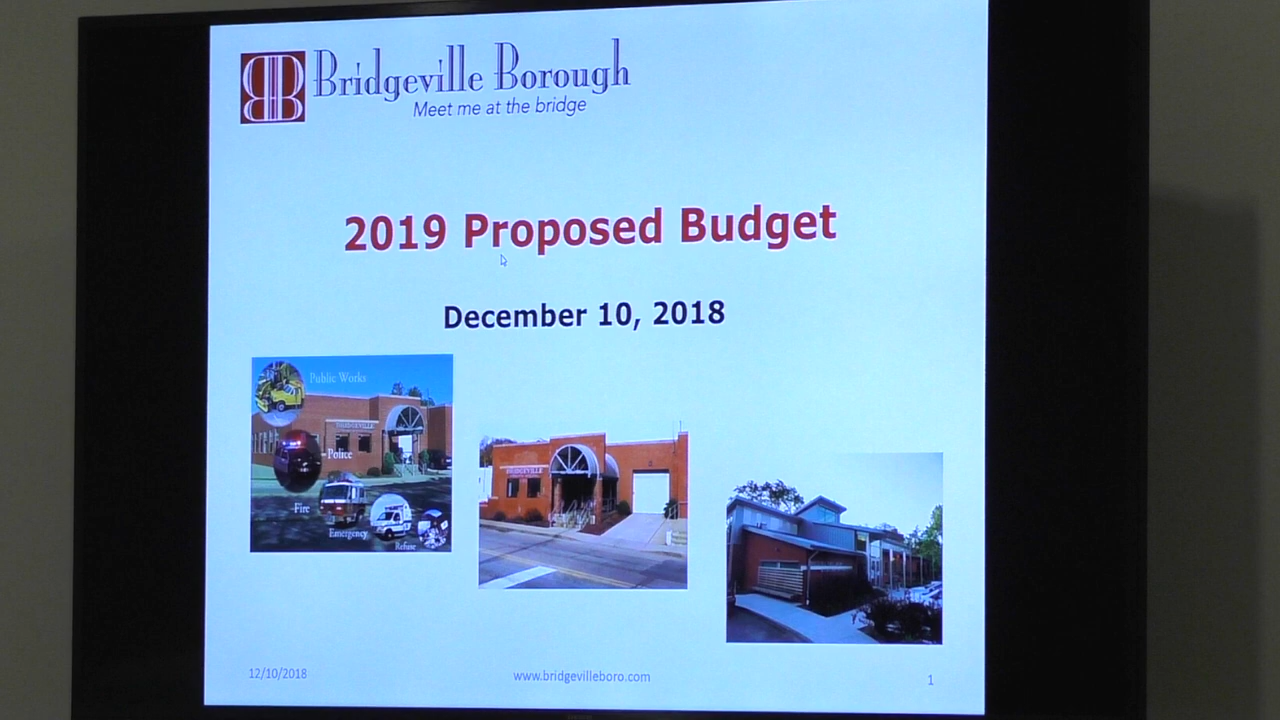 Bridgeville Borough
Meet me at the bridge
2019 Proposed Budget
December 10, 2018
Public Works
BRIDGEVILLE
Police
Fire
Emergency
Refuse
BRIDGEVILLE
12/10/2018
www.bridgevilleboro.com
1